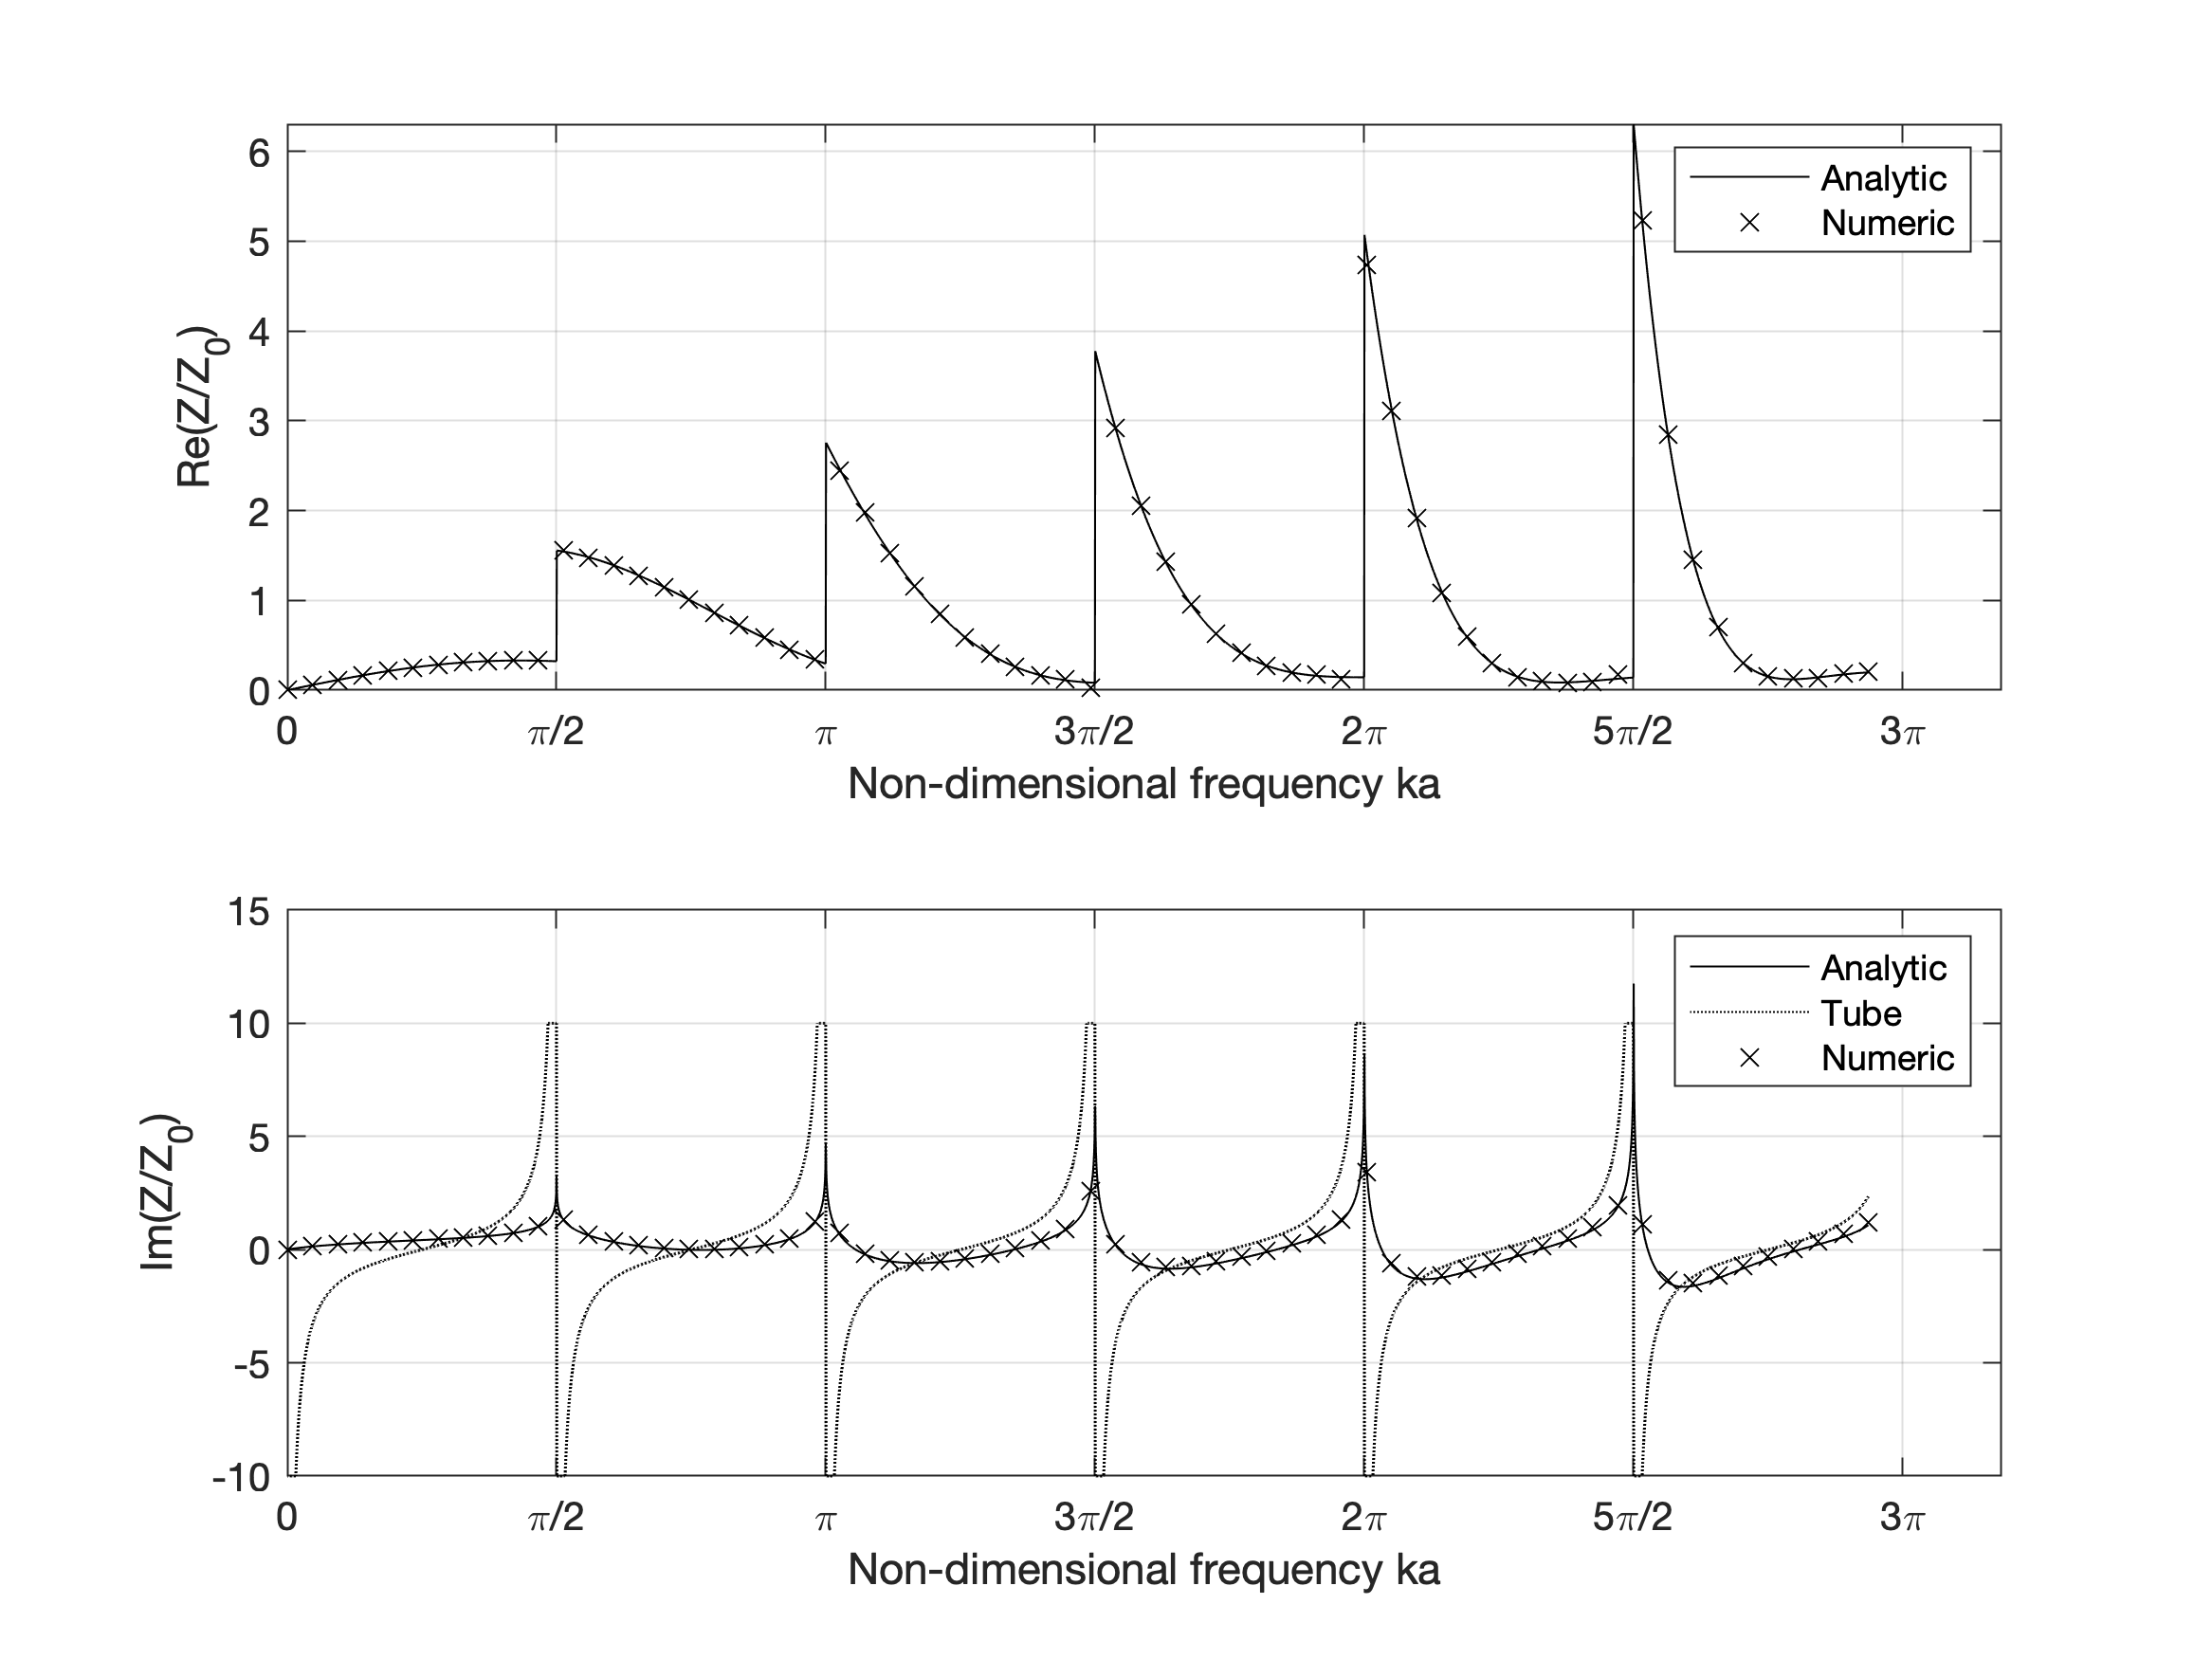 6
5
4
3
2
1
0
Re(Z/Z₀)
Analytic
Numeric
0 π/2 π 3π/2 2π 5π/2 3π
Non-dimensional frequency ka
15
10
5
0
-5
-10
Im(Z/Z₀)
Analytic
Tube
Numeric
0 π/2 π 3π/2 2π 5π/2 3π
Non-dimensional frequency ka